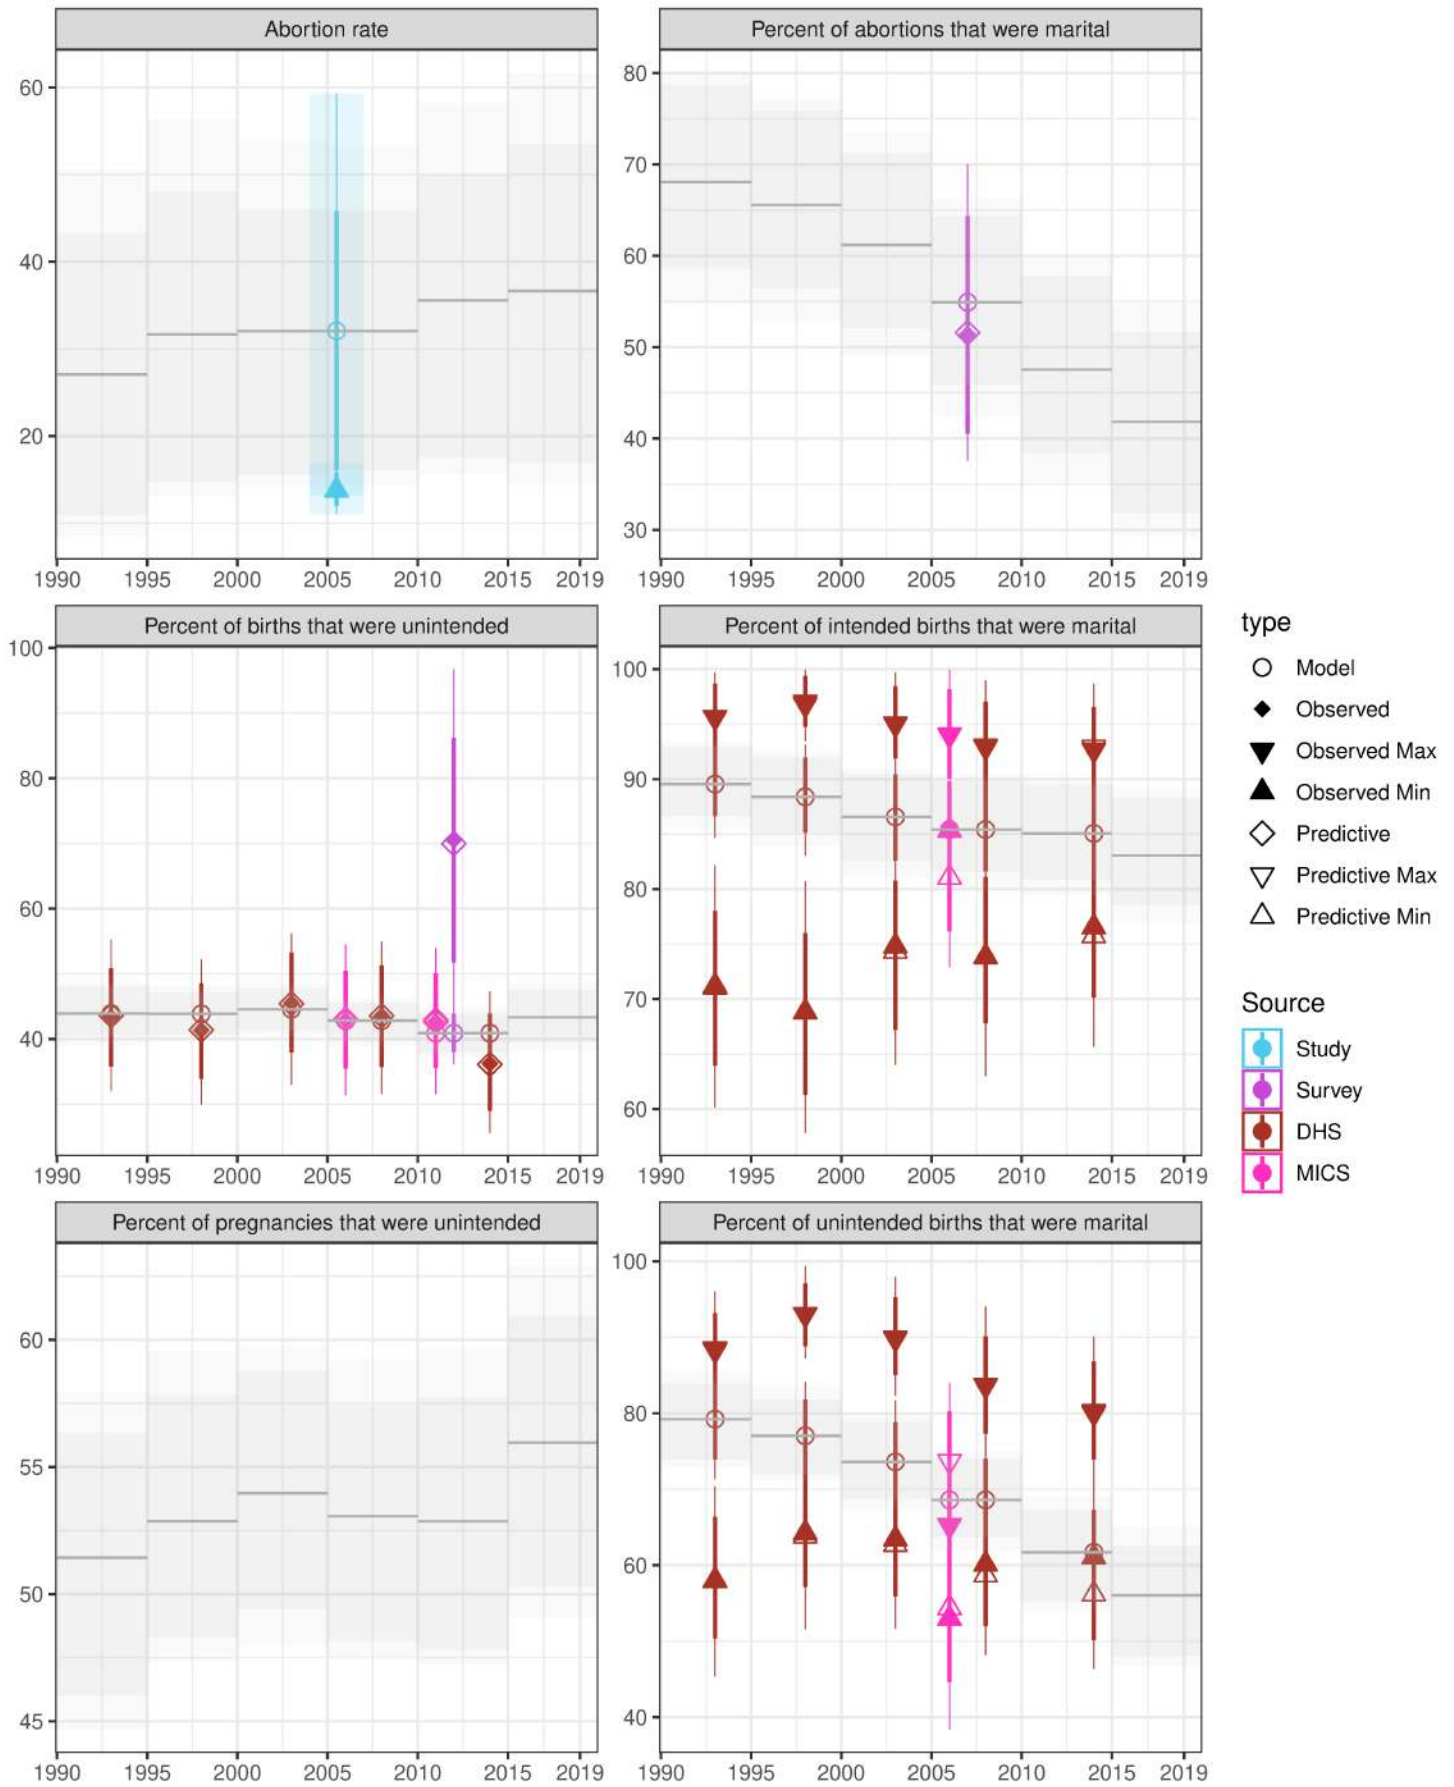 Abortion rate
60
40
20
1990 1995 2000 2005 2010 2015 2019
Percent of abortions that were marital
80
70
60
50
40
30
1990 1995 2000 2005 2010 2015 2019
Percent of births that were unintended
100
80
60
40
1990 1995 2000 2005 2010 2015 2019
Percent of intended births that were marital
100
90
80
70
60
1990 1995 2000 2005 2010 2015 2019
Percent of pregnancies that were unintended
60
55
50
45
1990 1995 2000 2005 2010 2015 2019
Percent of unintended births that were marital
100
80
60
40
1990 1995 2000 2005 2010 2015 2019
type
Model
Observed
Observed Max
Observed Min
Predictive
Predictive Max
Predictive Min
Source
Study
Survey
DHS
MICS